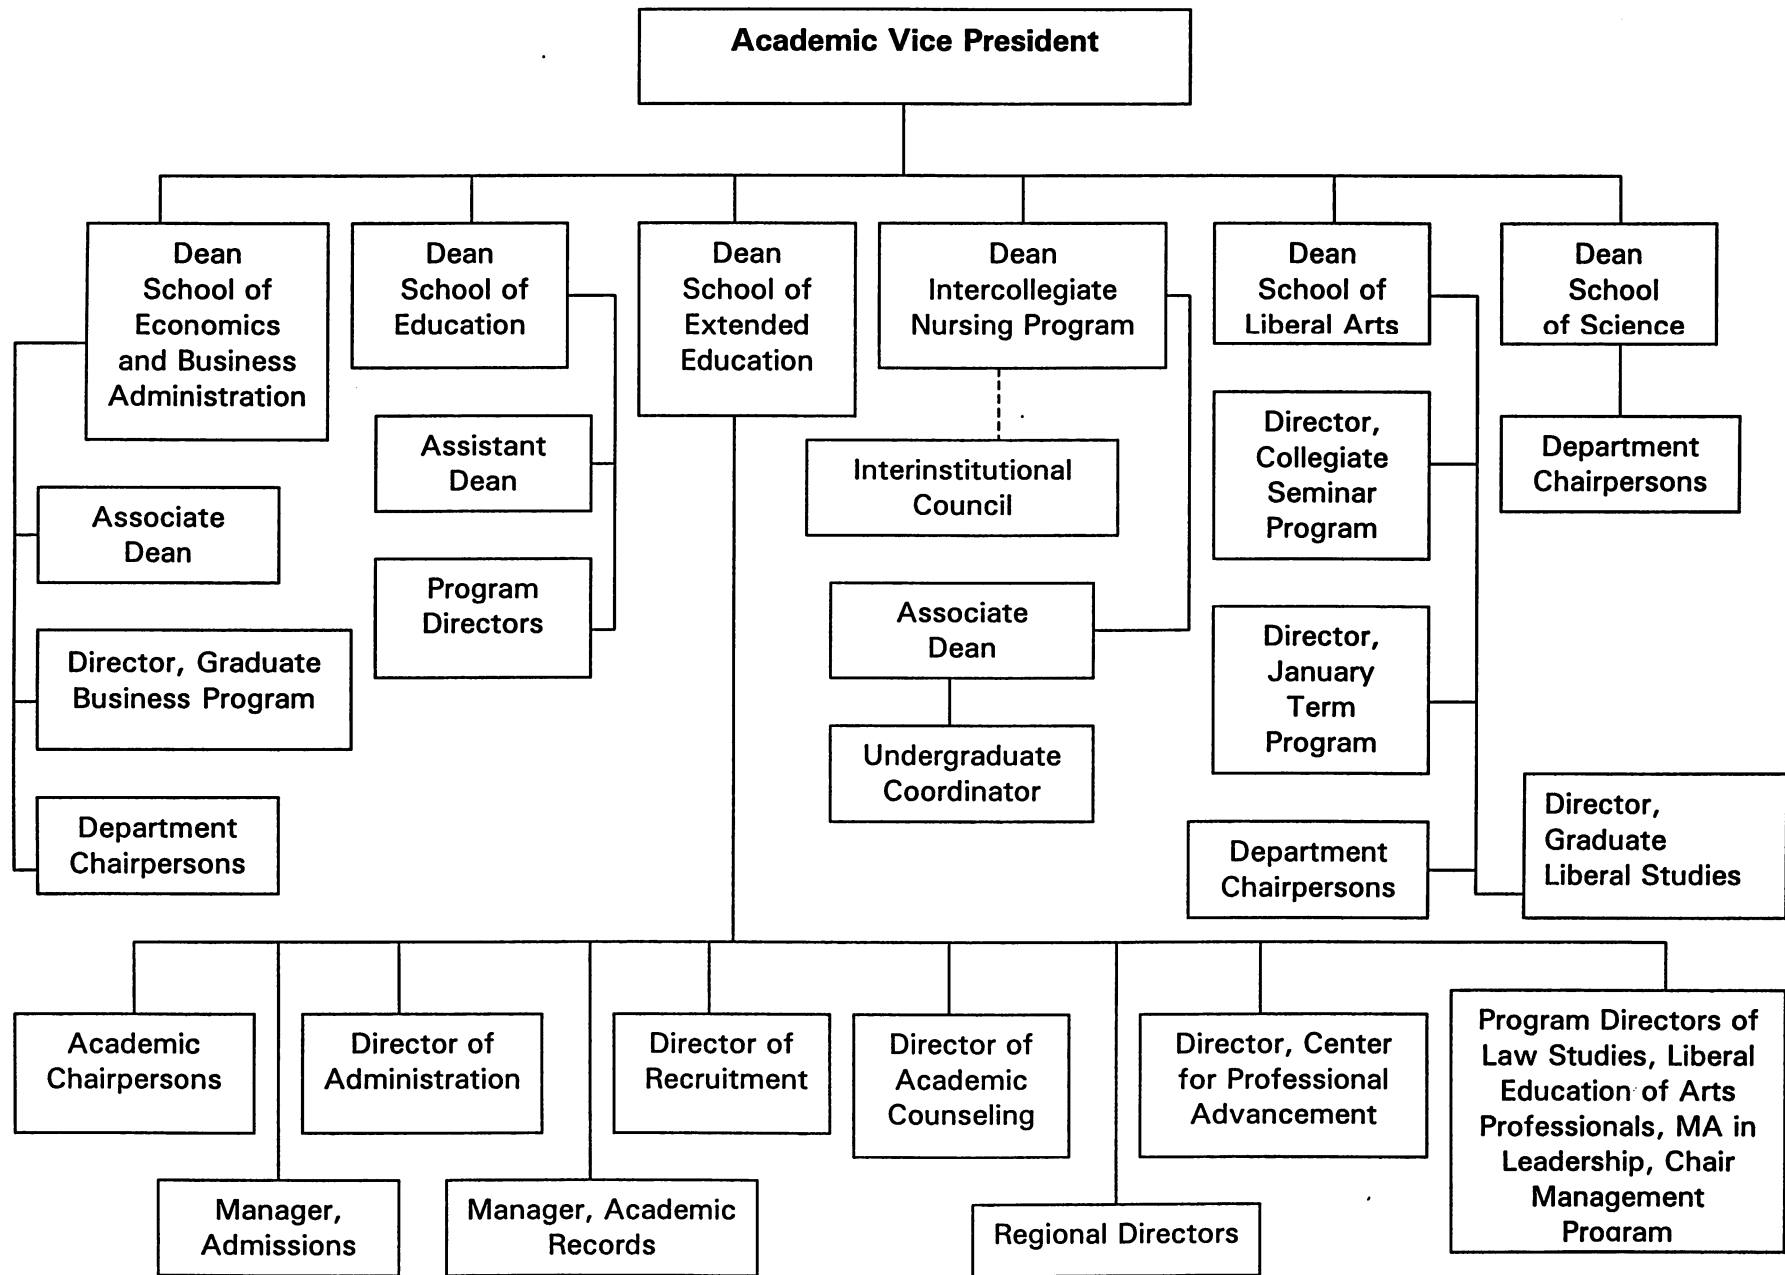 Academic Vice President
Dean
School of
Economics
and Business
Administration
Dean
School of
Education
Dean
School of
Extended
Education
Dean
Intercollegiate
Nursing Program
Dean
School of
Liberal Arts
Dean
School
of Science
Associate
Dean
Director, Graduate
Business Program
Department
Chairpersons
Assistant
Dean
Program
Directors
Interinstitutional
Council
Associate
Dean
Undergraduate
Coordinator
Director,
Collegiate
Seminar
Program
Director,
January
Term
Program
Department
Chairpersons
Director,
Graduate
Liberal Studies
Department
Chairpersons
Academic
Chairpersons
Manager,
Admissions
Director of
Administration
Manager, Academic
Records
Director of
Recruitment
Director of
Academic
Counseling
Regional Directors
Director, Center
for Professional
Advancement
Program Directors of
Law Studies, Liberal
Education of Arts
Professionals, MA in
Leadership, Chair
Management
Program